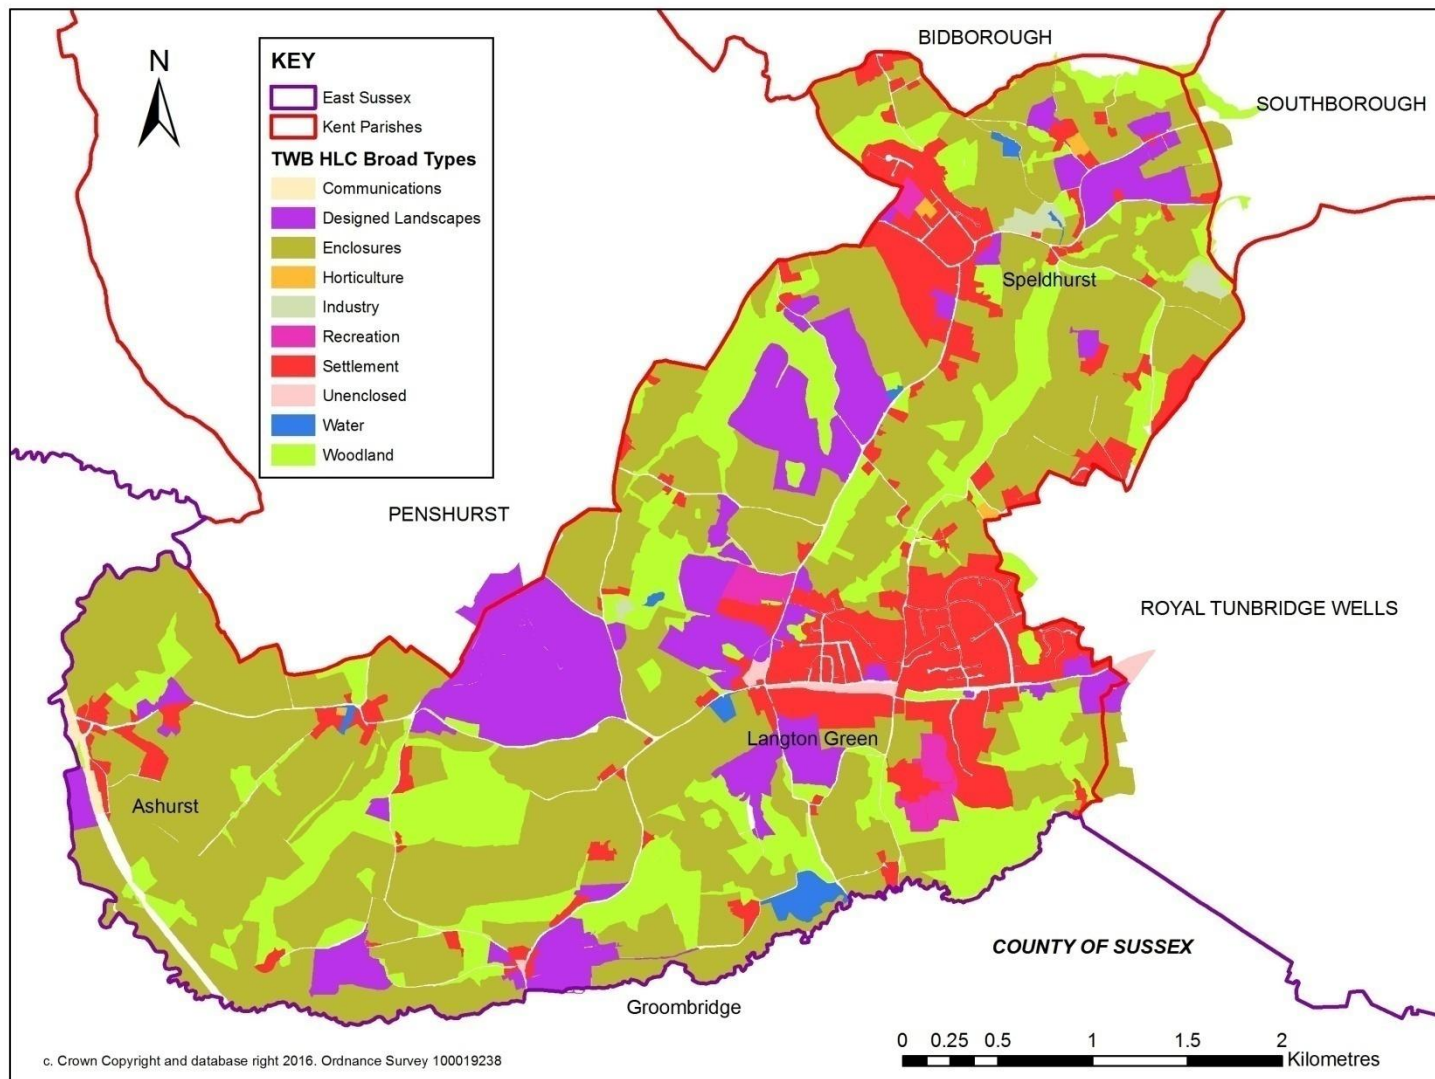 BIDBOROUGH
N
KEY
East Sussex
SOUTHBOROUGH
Kent Parishes
TWB HLC Broad Types
Communications
Designed Landscapes
Enclosures
Horticulture
Speldhurst
Industry
Recreation
Settlement
Unenclosed
Water
Woodland
PENSHURST
ROYAL TUNBRIDGE WELLS
Langton Green
Ashurst
COUNTY OF SUSSEX
Groombridge
0 0.25 0.5 1 1.5 2
Kilometres
c. Crown Copyright and database right 2016. Ordnance Survey 100019238